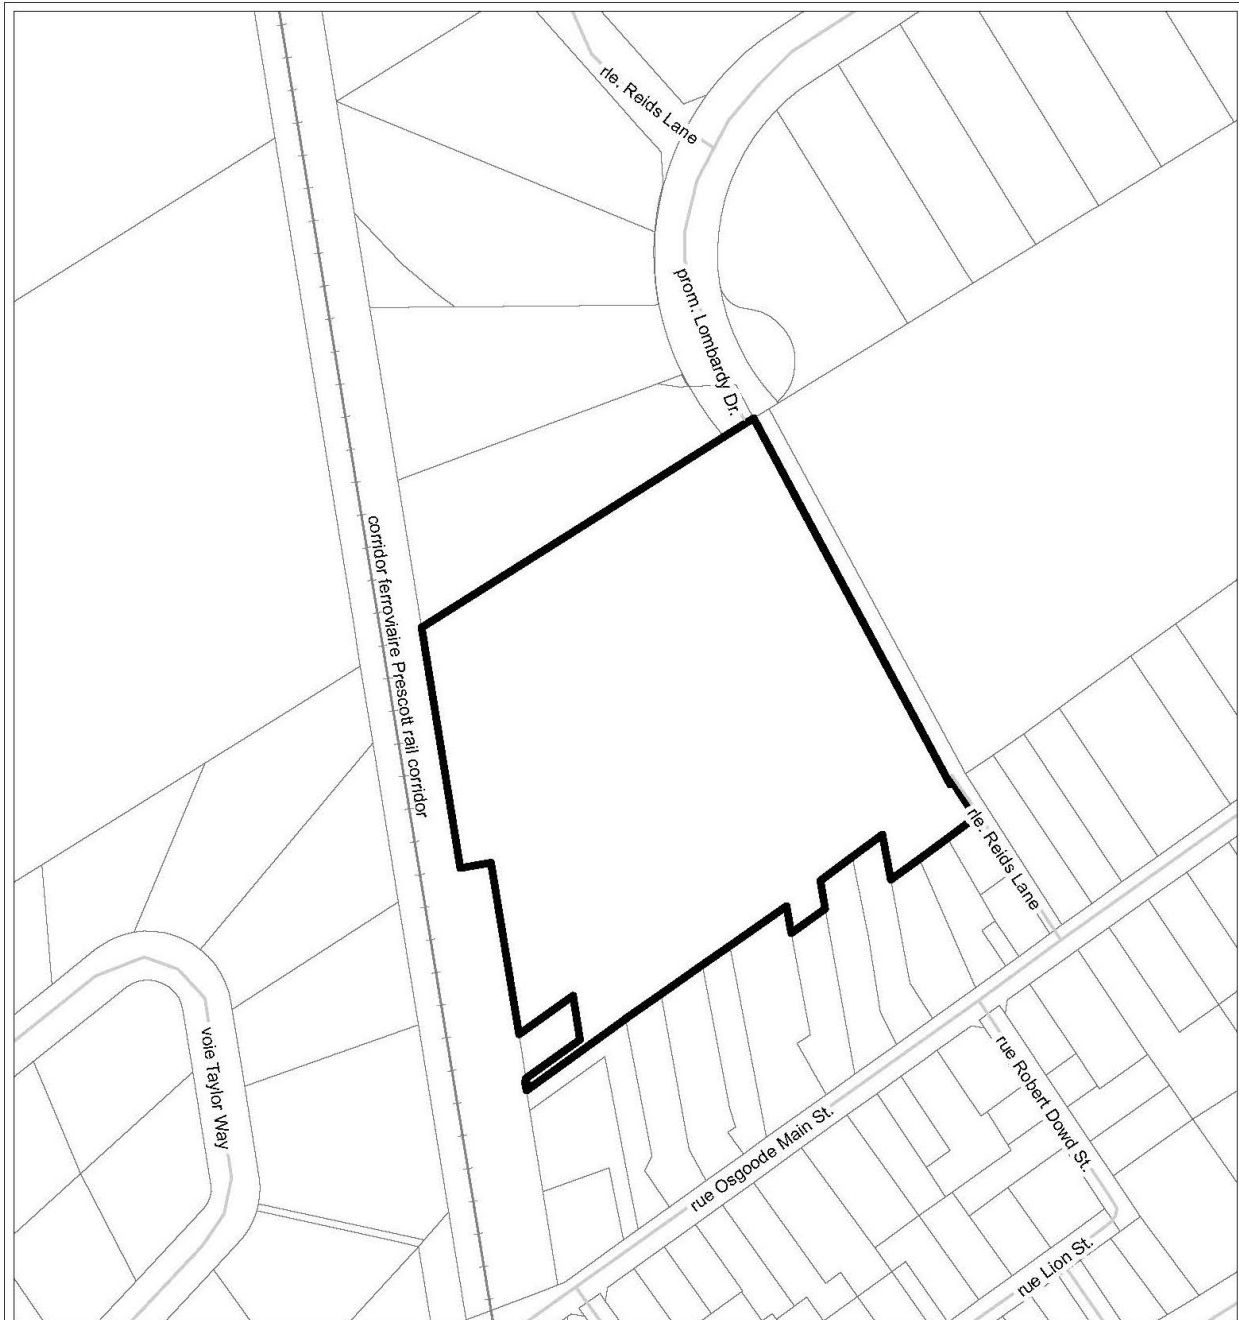 rle. Reids Lane
prom. Lombardy Dr.
corridor ferroviaire Prescott rail corridor
rle. Reids Lane
voie Taylor Way
rue Robert Dowd St.
rue Osgoode Main St.
rue Lion St.